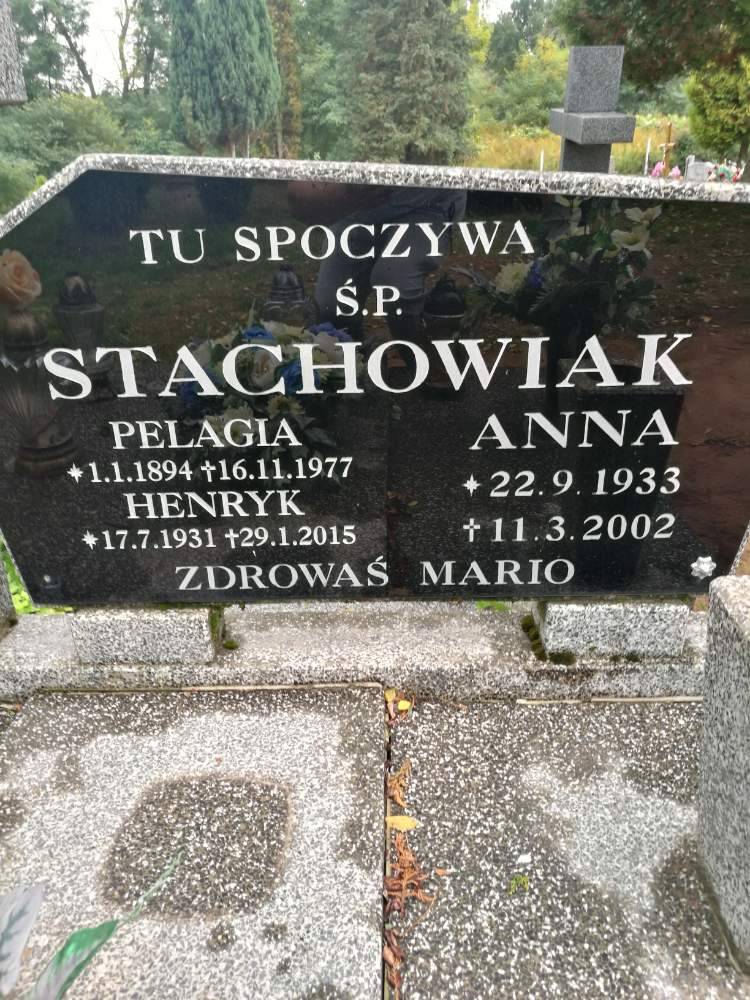 TU SPOCZYWA
Ś.P.
STACHOWIAK
PELAGIA
*1.1.1894 †16.11.1977
HENRYK
*17.7.1931 †29.1.2015
ANNA
*22.9.1933
†11.3.2002
ZDROWAŚ MARIO